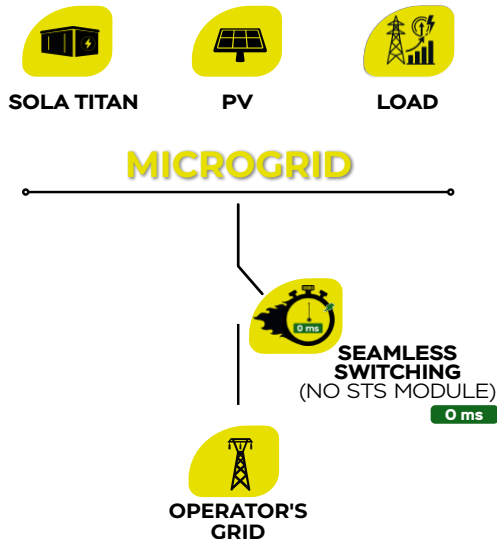 SOLA TITAN
PV
LOAD
MICROGRID
0 ms
SEAMLESS
SWITCHING
(NO STS MODULE)
0 ms
OPERATOR'S
GRID